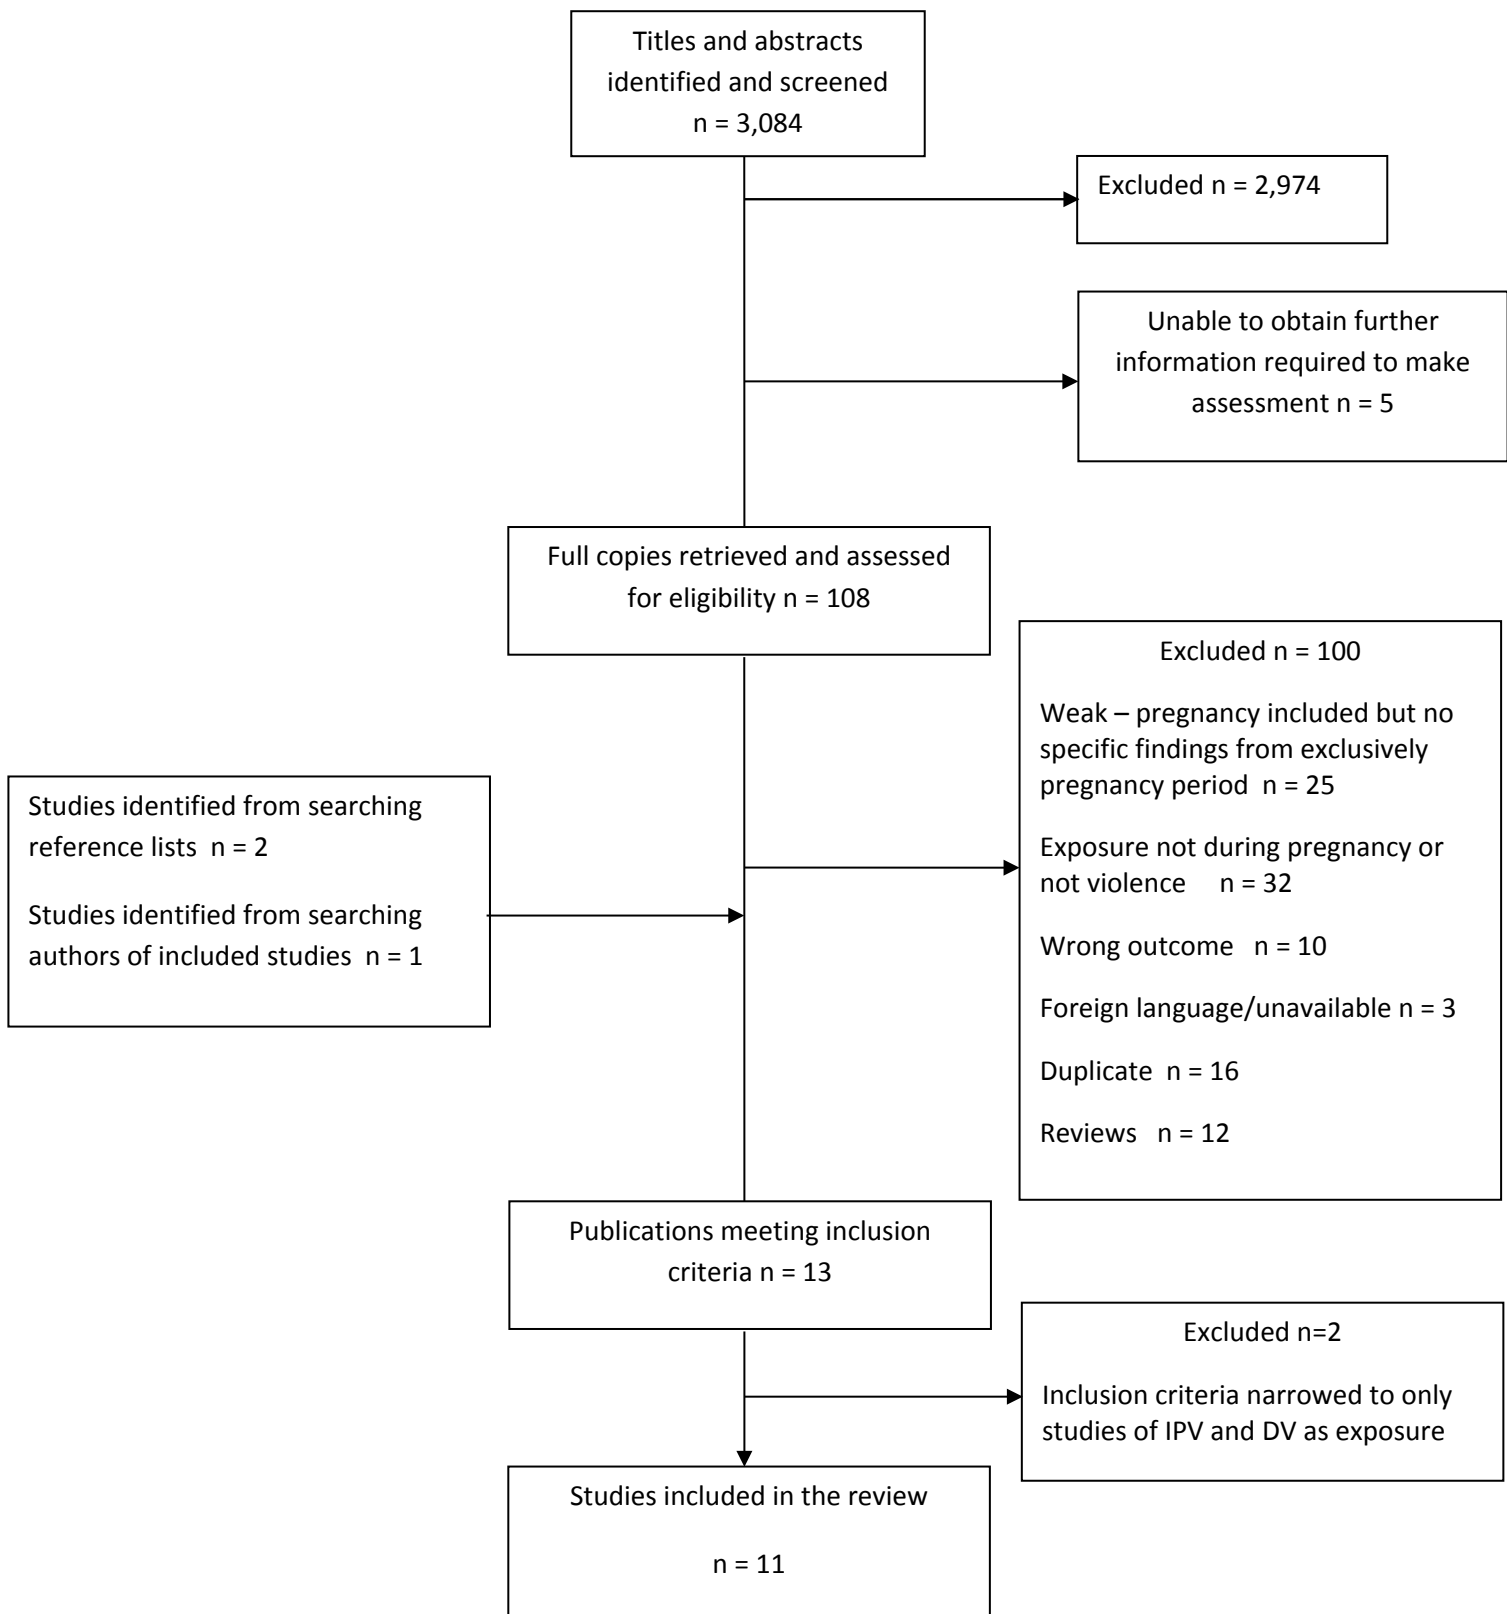 Titles and abstracts
identified and screened
n = 3,084
Excluded n = 2,974
Unable to obtain further
information required to make
assessment n = 5
Full copies retrieved and assessed
for eligibility n = 108
Excluded n = 100
Weak – pregnancy included but no
specific findings from exclusively
pregnancy period n = 25
Exposure not during pregnancy or
not violence n = 32
Wrong outcome n = 10
Foreign language/unavailable n = 3
Duplicate n = 16
Reviews n = 12
Studies identified from searching
reference lists n = 2
Studies identified from searching
authors of included studies n = 1
Publications meeting inclusion
criteria n = 13
Excluded n=2
Inclusion criteria narrowed to only
studies of IPV and DV as exposure
Studies included in the review
n = 11